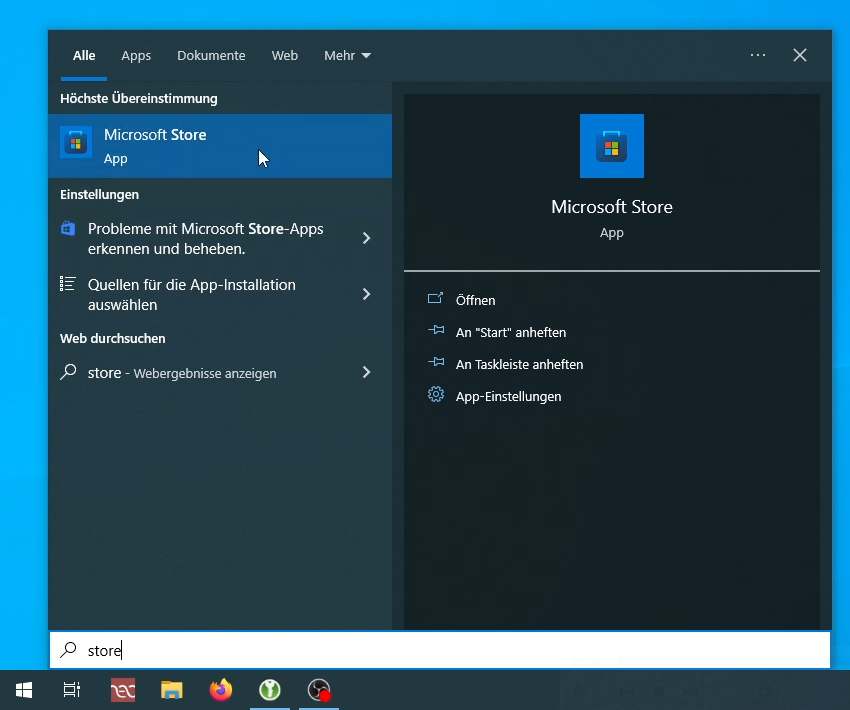 Alle Apps Dokumente Web Mehr
Höchste Übereinstimmung
Microsoft Store
App
Einstellungen
Probleme mit Microsoft Store-Apps
erkennen und beheben.
Quellen für die App-Installation
auswählen
Web durchsuchen
store - Webergebnisse anzeigen
Microsoft Store
App
Öffnen
An "Start" anheften
An Taskleiste anheften
App-Einstellungen
store